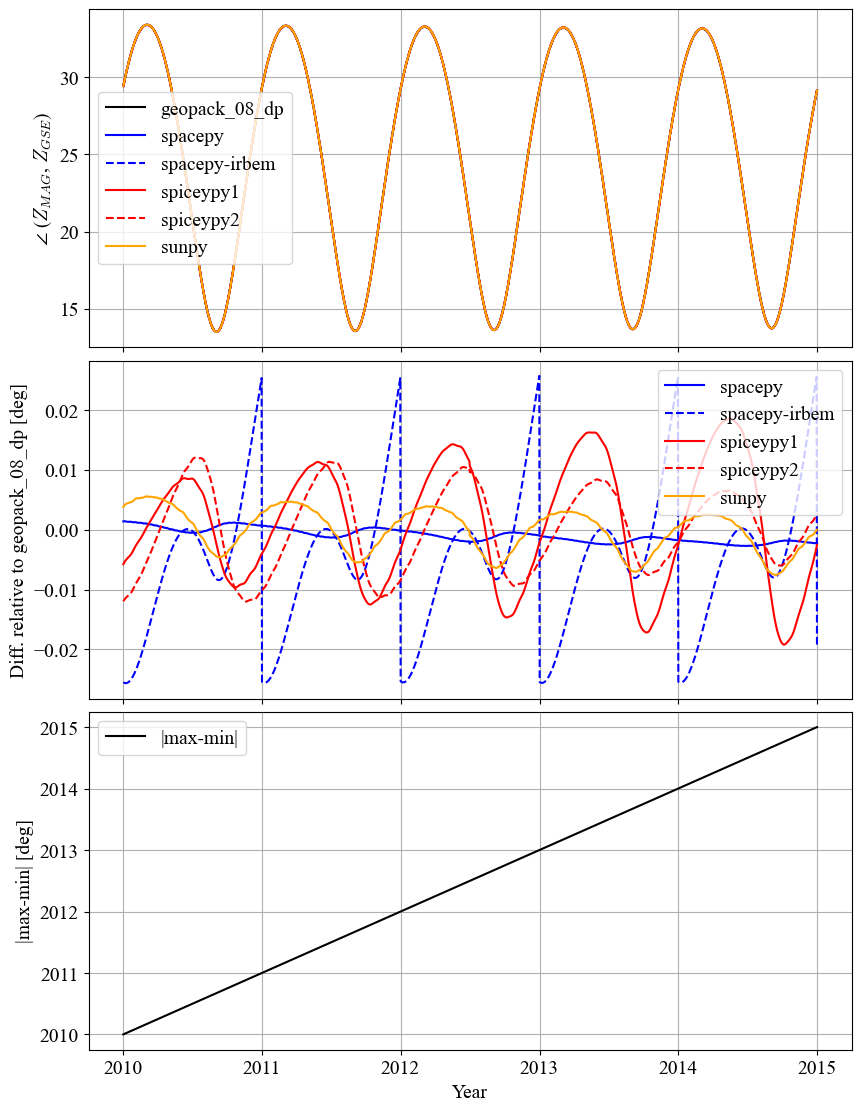 30
25
20
15
∠(Z_MAG, Z_GSE)
geopack_08_dp
spacepy
spacepy-irbem
spiceypy1
spiceypy2
sunpy
0.02
0.01
0.00
−0.01
−0.02
Diff. relative to geopack_08_dp [deg]
spacepy
spacepy-irbem
spiceypy1
spiceypy2
sunpy
2015
2014
2013
2012
2011
2010
|max-min| [deg]
|max-min|
2010 2011 2012 2013 2014 2015
Year